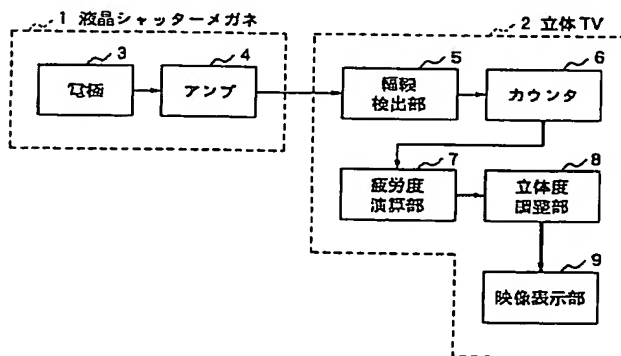 1 液晶シャッターメガネ
2 立体TV
3
電極
4
アンプ
5
輻輳
検出部
6
カウンタ
7
疲労度
演算部
8
立体度
調整部
9
映像表示部